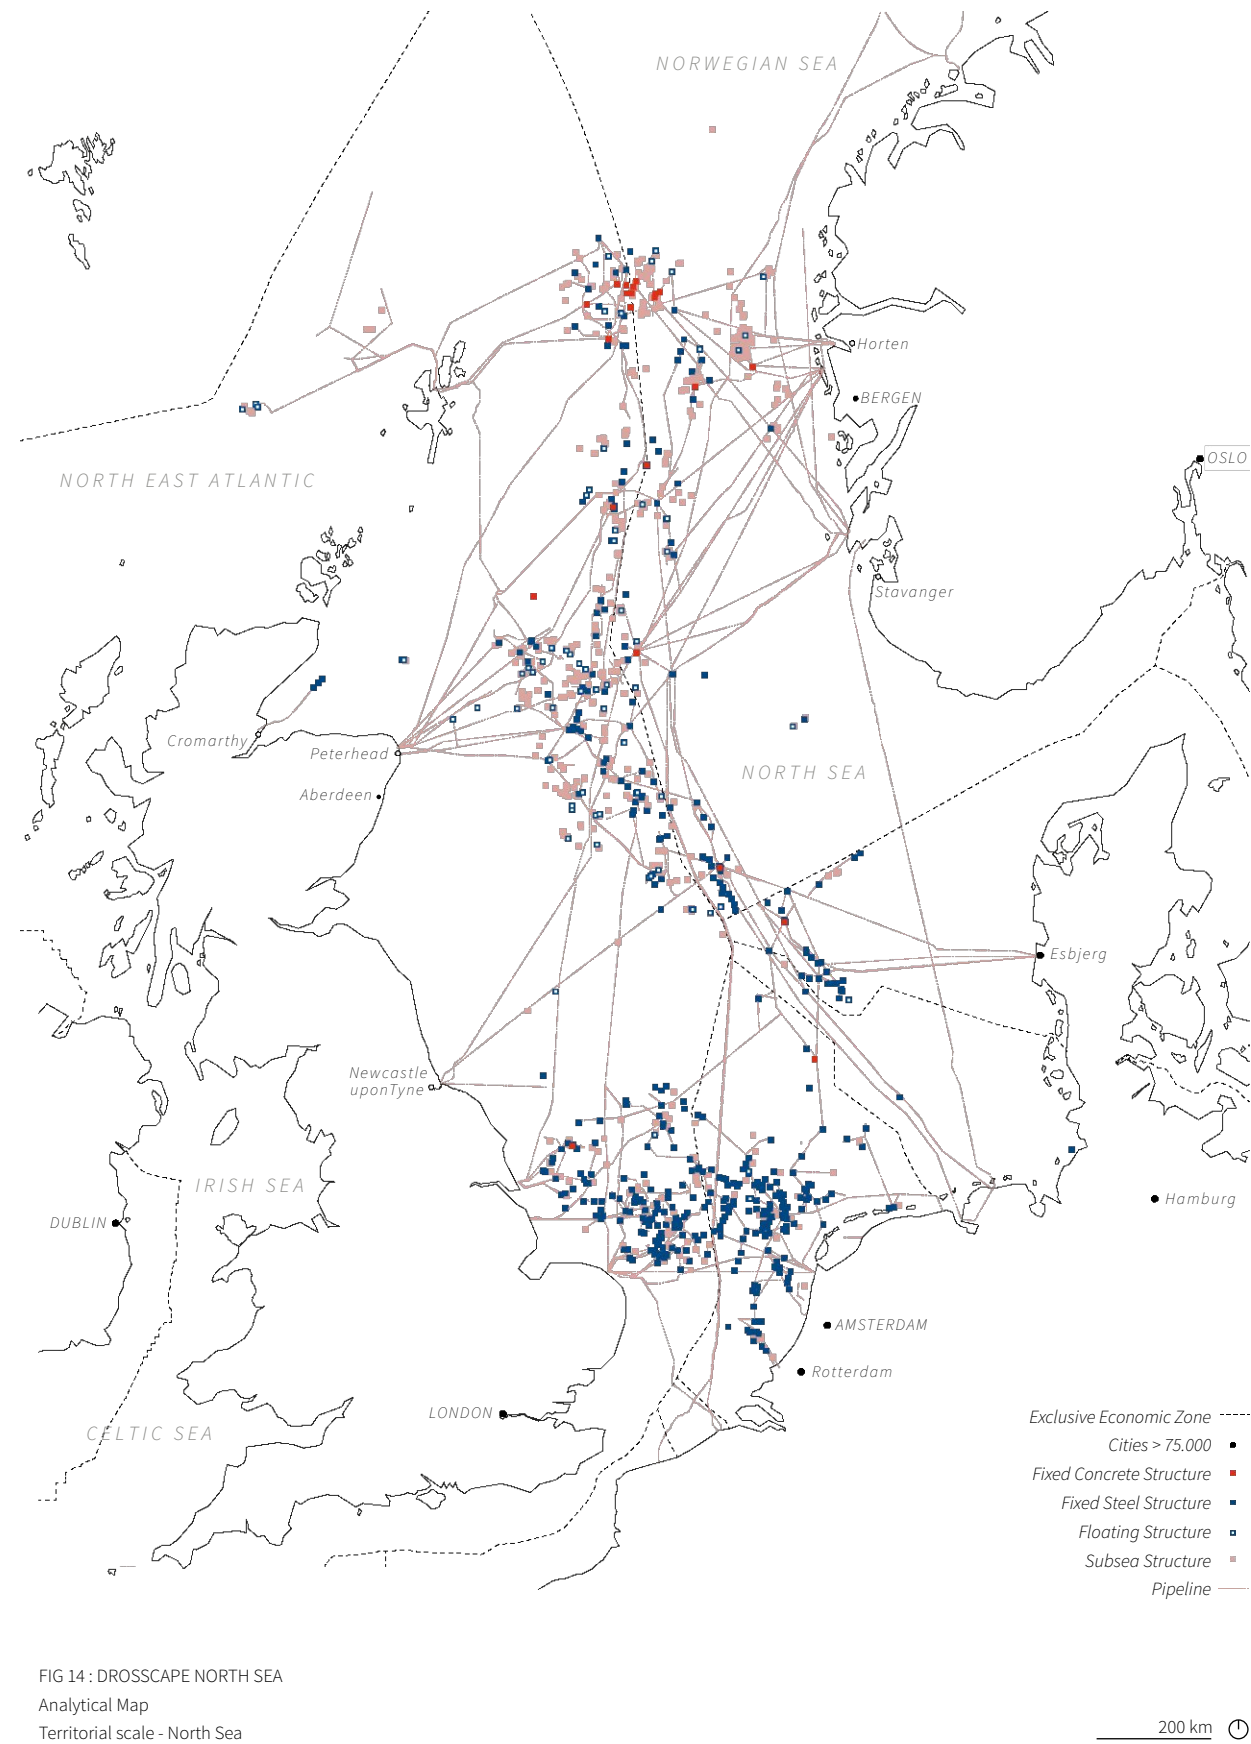 NORWEGIAN SEA
Horten
BERGEN
OSLO
NORTH EAST ATLANTIC
Stavanger
Cromarthy
Peterhead
NORTH SEA
Aberdeen
Esbjerg
Newcastle
uponTyne
IRISH SEA
Hamburg
DUBLIN
AMSTERDAM
Rotterdam
LONDON
CELTIC SEA
Exclusive Economic Zone
Cities > 75.000
Fixed Concrete Structure
Fixed Steel Structure
Floating Structure
Subsea Structure
Pipeline
FIG 14 : DROSSCAPE NORTH SEA
Analytical Map
Territorial scale - North Sea
200 km